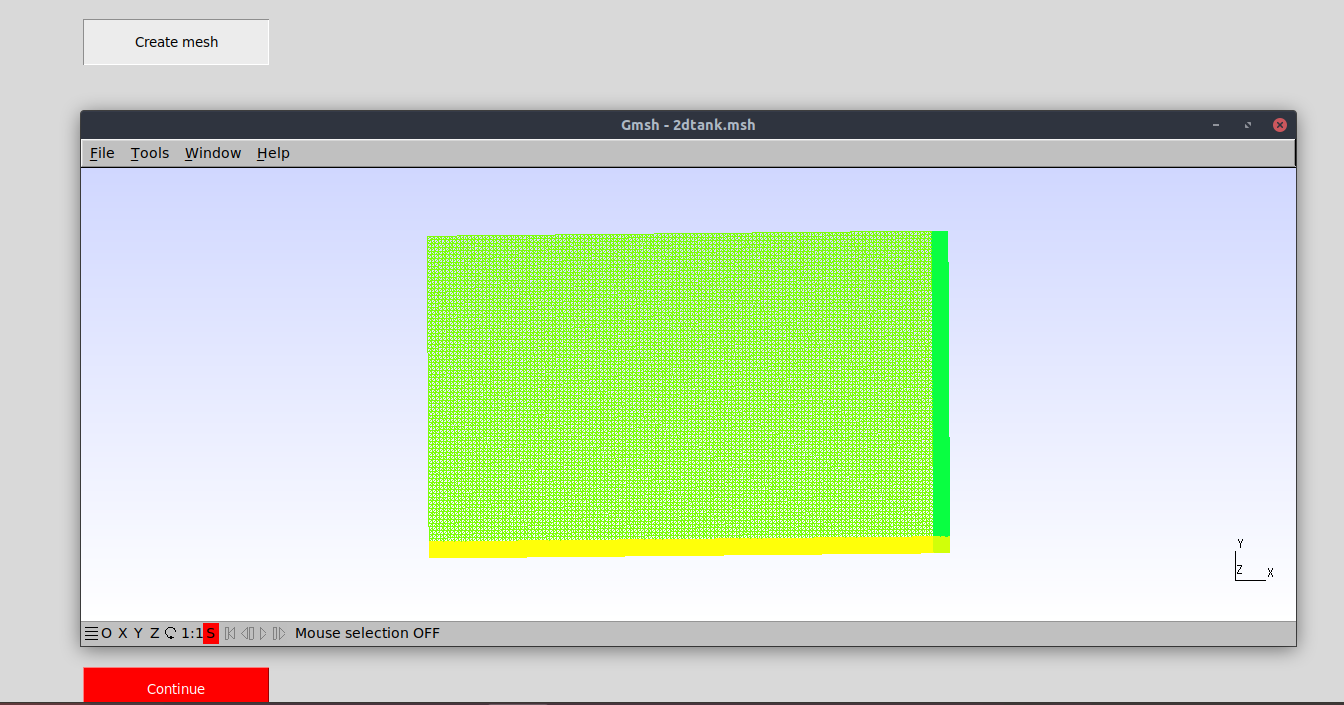 Create mesh
Gmsh - 2dtank.msh
File Tools Window Help
Y
Z X
O X Y Z 1:1 S Mouse selection OFF
Continue